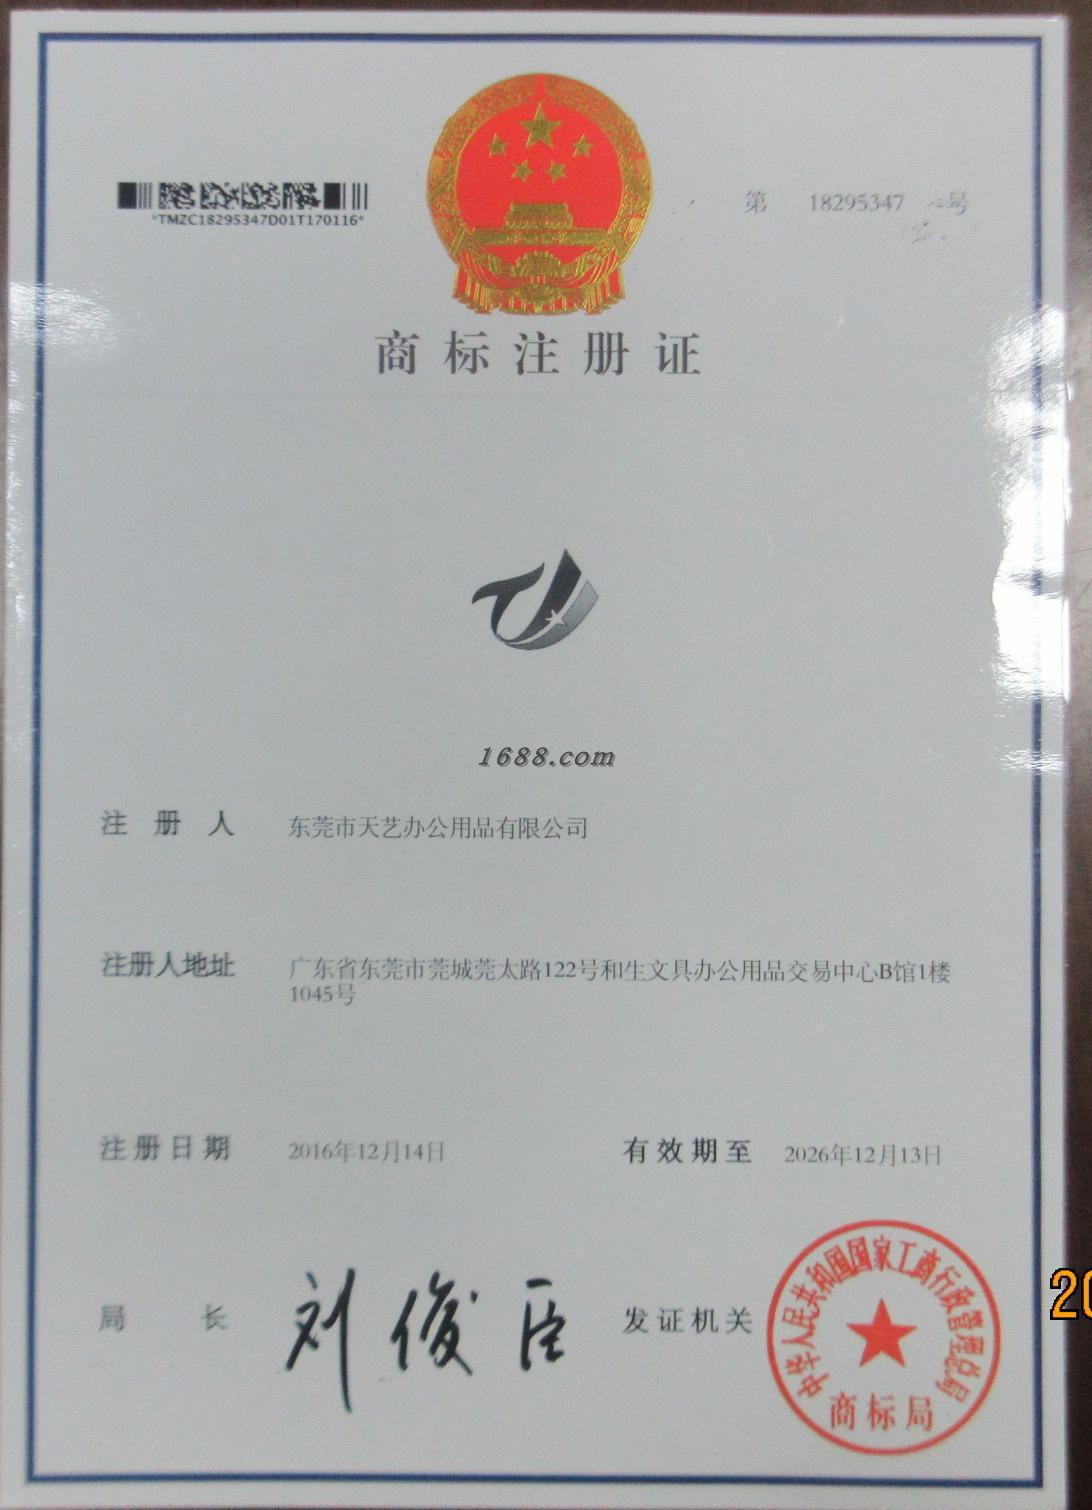 *TMZC18295347D01T170116*
第 18295347 号
商标注册证
1688.com
注册人 东莞市天艺办公用品有限公司
注册人地址 广东省东莞市莞城莞太路122号和生文具办公用品交易中心B馆1楼
1045号
注册日期 2016年12月14日 有效期至 2026年12月13日
局长 刘俊臣 发证机关
中华人民共和国国家工商行政管理总局
商标局
20